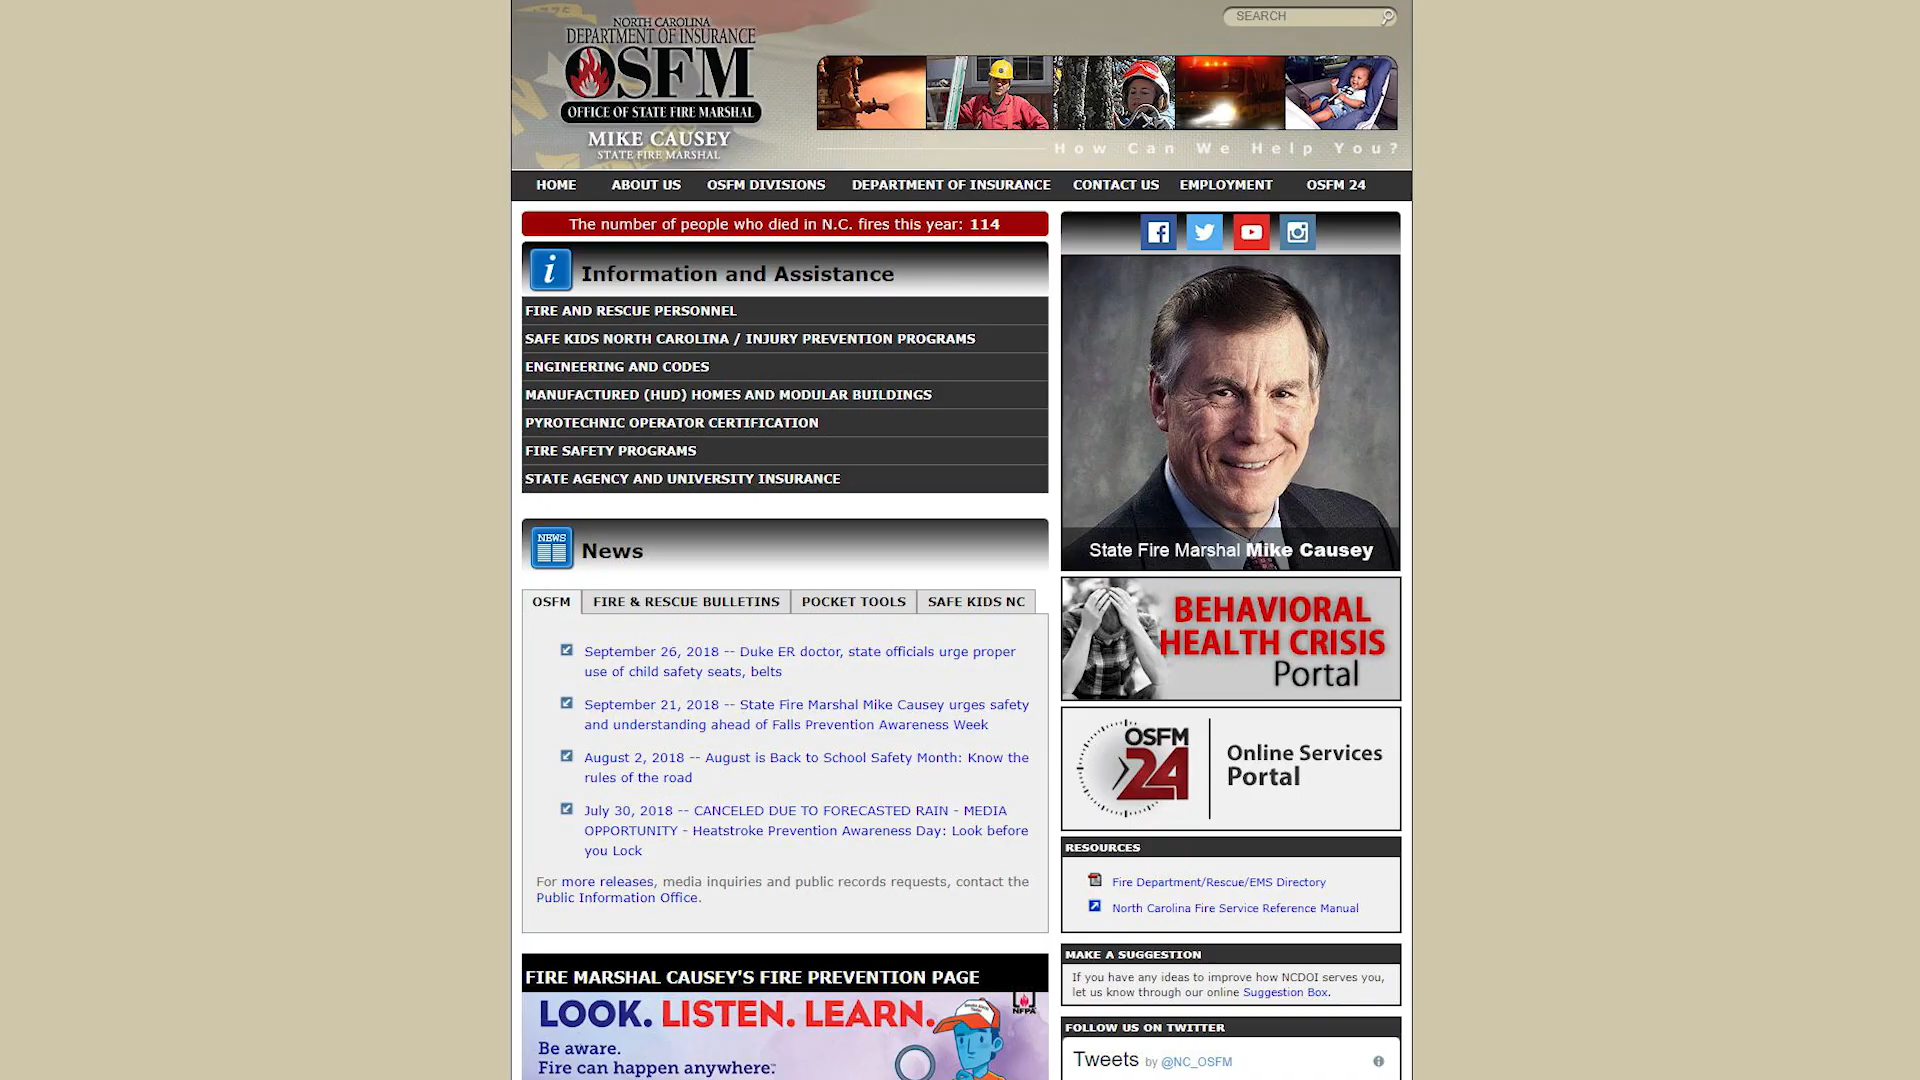 NORTH CAROLINA
DEPARTMENT OF INSURANCE
OSFM
OFFICE OF STATE FIRE MARSHAL
MIKE CAUSEY
STATE FIRE MARSHAL
SEARCH
How Can We Help You?
HOME ABOUT US OSFM DIVISIONS DEPARTMENT OF INSURANCE CONTACT US EMPLOYMENT OSFM 24
The number of people who died in N.C. fires this year: 114
i Information and Assistance
FIRE AND RESCUE PERSONNEL
SAFE KIDS NORTH CAROLINA / INJURY PREVENTION PROGRAMS
ENGINEERING AND CODES
MANUFACTURED (HUD) HOMES AND MODULAR BUILDINGS
PYROTECHNIC OPERATOR CERTIFICATION
FIRE SAFETY PROGRAMS
STATE AGENCY AND UNIVERSITY INSURANCE
NEWS News
OSFM FIRE & RESCUE BULLETINS POCKET TOOLS SAFE KIDS NC
September 26, 2018 -- Duke ER doctor, state officials urge proper
use of child safety seats, belts
September 21, 2018 -- State Fire Marshal Mike Causey urges safety
and understanding ahead of Falls Prevention Awareness Week
August 2, 2018 -- August is Back to School Safety Month: Know the
rules of the road
July 30, 2018 -- CANCELED DUE TO FORECASTED RAIN - MEDIA
OPPORTUNITY - Heatstroke Prevention Awareness Day: Look before
you Lock
For more releases, media inquiries and public records requests, contact the
Public Information Office.
FIRE MARSHAL CAUSEY'S FIRE PREVENTION PAGE
LOOK. LISTEN. LEARN.
NFPA
Be aware.
Fire can happen anywhere.™
State Fire Marshal Mike Causey
BEHAVIORAL
HEALTH CRISIS
Portal
OSFM
24
Online Services
Portal
RESOURCES
Fire Department/Rescue/EMS Directory
North Carolina Fire Service Reference Manual
MAKE A SUGGESTION
If you have any ideas to improve how NCDOI serves you,
let us know through our online Suggestion Box.
FOLLOW US ON TWITTER
Tweets by @NC_OSFM